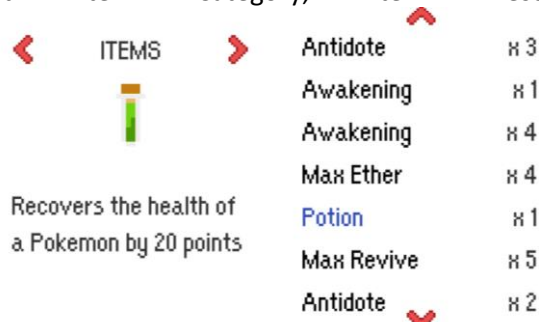 ITEMS
Recovers the health of
a Pokemon by 20 points
Antidote x 3
Awakening x 1
Awakening x 4
Max Ether x 4
Potion x 1
Max Revive x 5
Antidote x 2